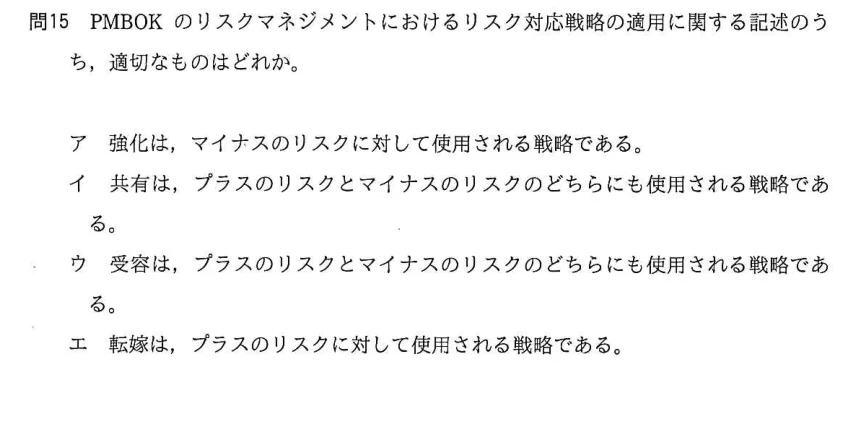 問15 PMBOK のリスクマネジメントにおけるリスク対応戦略の適用に関する記述のう
ち，適切なものはどれか。
ア 強化は，マイナスのリスクに対して使用される戦略である。
イ 共有は，プラスのリスクとマイナスのリスクのどちらにも使用される戦略であ
る。
ウ 受容は，プラスのリスクとマイナスのリスクのどちらにも使用される戦略であ
る。
エ 転嫁は，プラスのリスクに対して使用される戦略である。